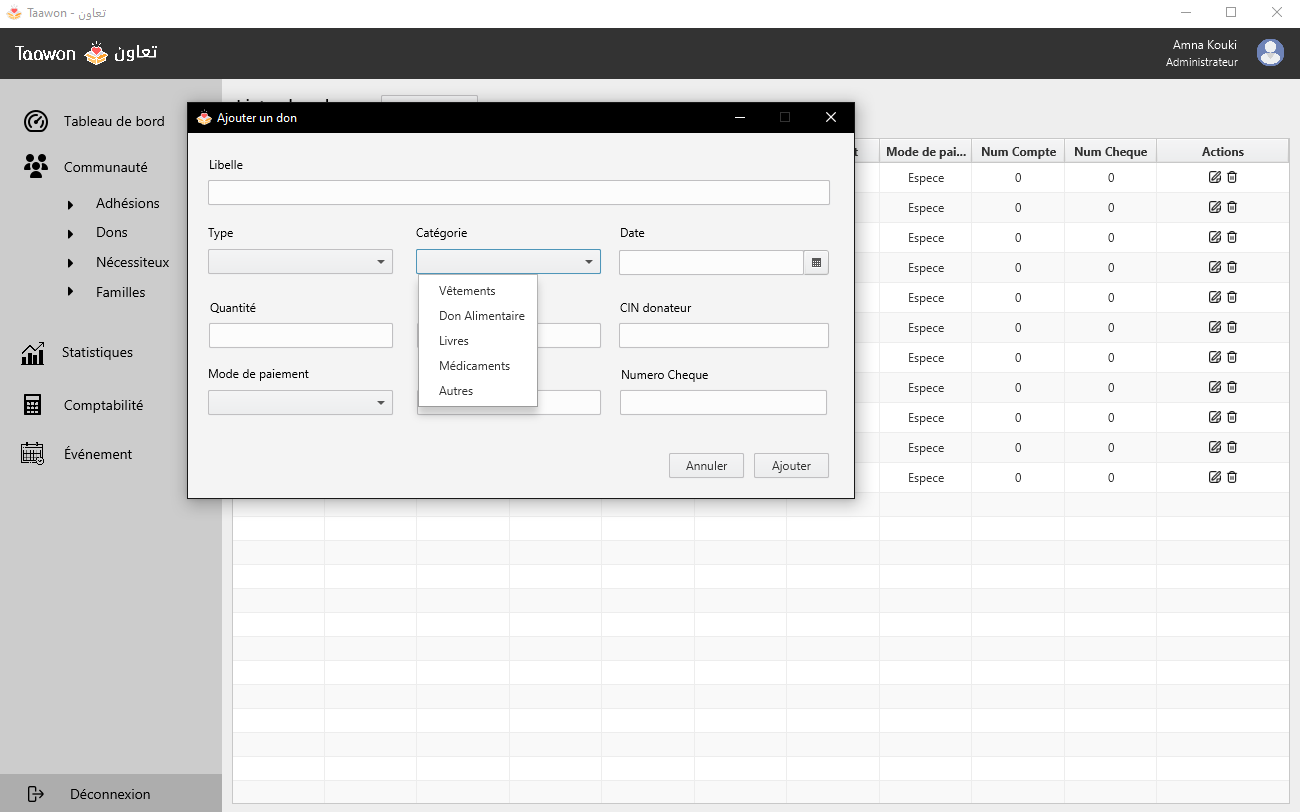 Taawon - تعاون
Taawon تعاون
Amna Kouki
Administrateur
Tableau de bord
Communauté
Adhésions
Dons
Nécessiteux
Familles
Statistiques
Comptabilité
Événement
Déconnexion
Ajouter un don
Libelle
Type Catégorie Date
Vêtements
Don Alimentaire
Livres
Médicaments
Autres
Quantité CIN donateur
Mode de paiement Numero Cheque
Annuler Ajouter
Mode de pai... Num Compte Num Cheque Actions
Espece 0 0
Espece 0 0
Espece 0 0
Espece 0 0
Espece 0 0
Espece 0 0
Espece 0 0
Espece 0 0
Espece 0 0
Espece 0 0
Espece 0 0